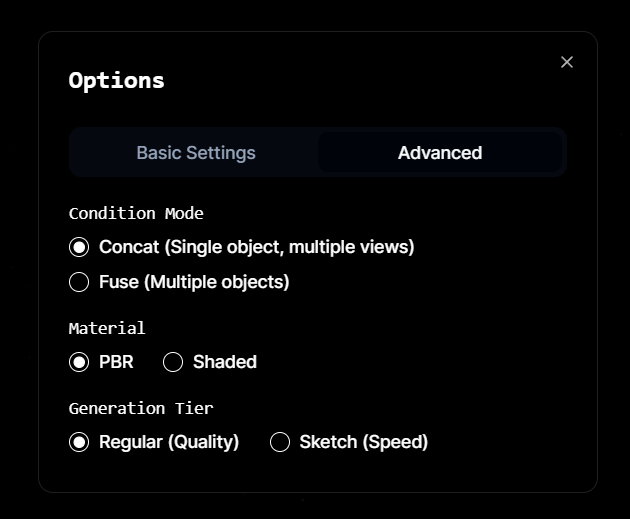 Options
Basic Settings Advanced
Condition Mode
Concat (Single object, multiple views)
Fuse (Multiple objects)
Material
PBR Shaded
Generation Tier
Regular (Quality) Sketch (Speed)